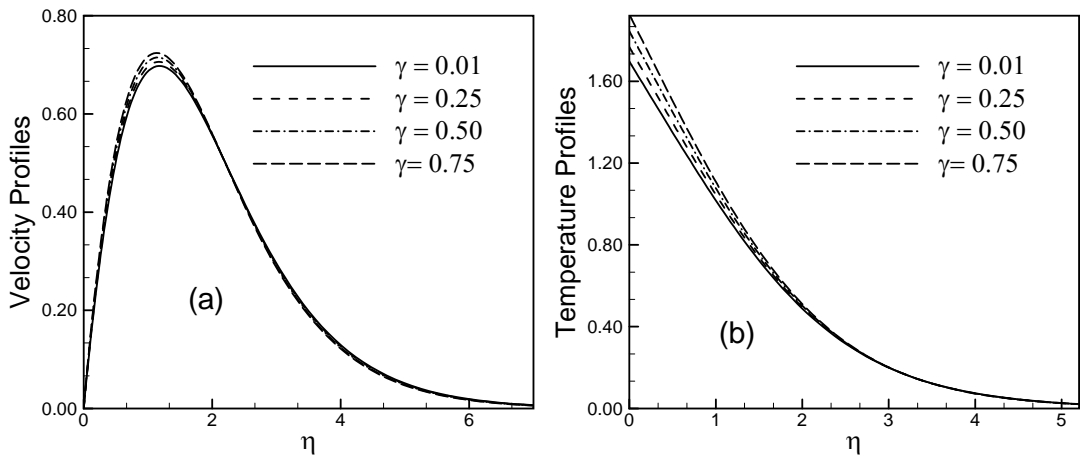 Velocity Profiles
0.80
0.60
0.40
0.20
0.00
0
2
4
6
η
γ = 0.01
γ = 0.25
γ = 0.50
γ= 0.75
(a)
Temperature Profiles
1.60
1.20
0.80
0.40
0.00
0
1
2
3
4
5
η
γ = 0.01
γ = 0.25
γ = 0.50
γ= 0.75
(b)